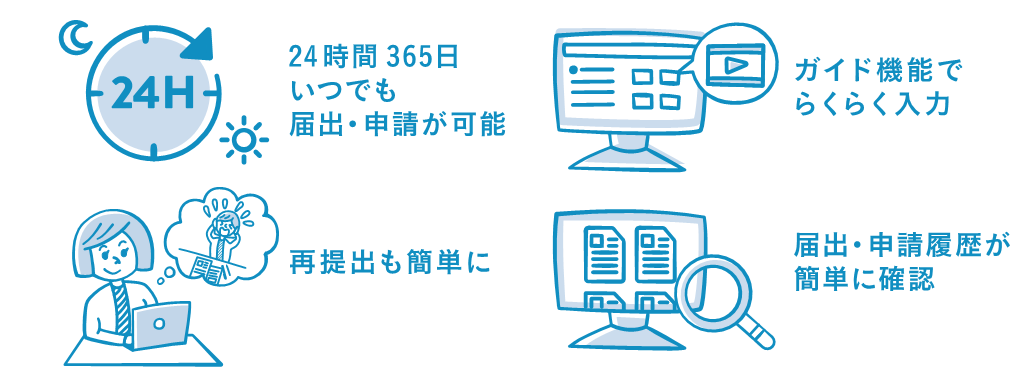 24H
24時間365日
いつでも
届出・申請が可能
ガイド機能で
らくらく入力
再提出も簡単に
届出・申請履歴が
簡単に確認